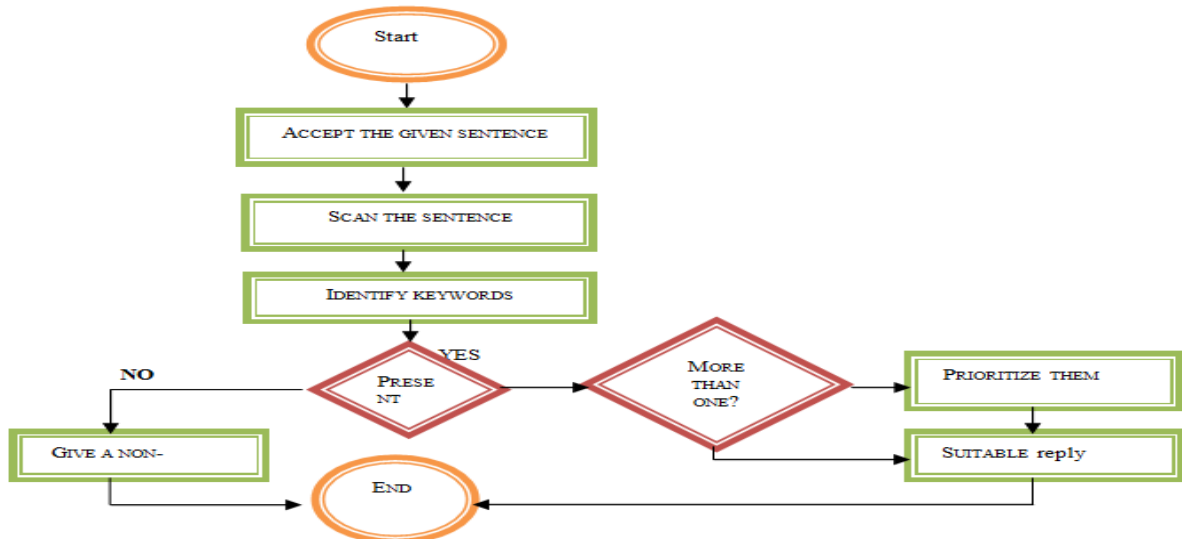 Start
ACCEPT THE GIVEN SENTENCE
SCAN THE SENTENCE
IDENTIFY KEYWORDS
YES
NO
PRESE
NT
MORE
THAN
ONE?
PRIORITIZE THEM
GIVE A NON-
SUITABLE reply
END